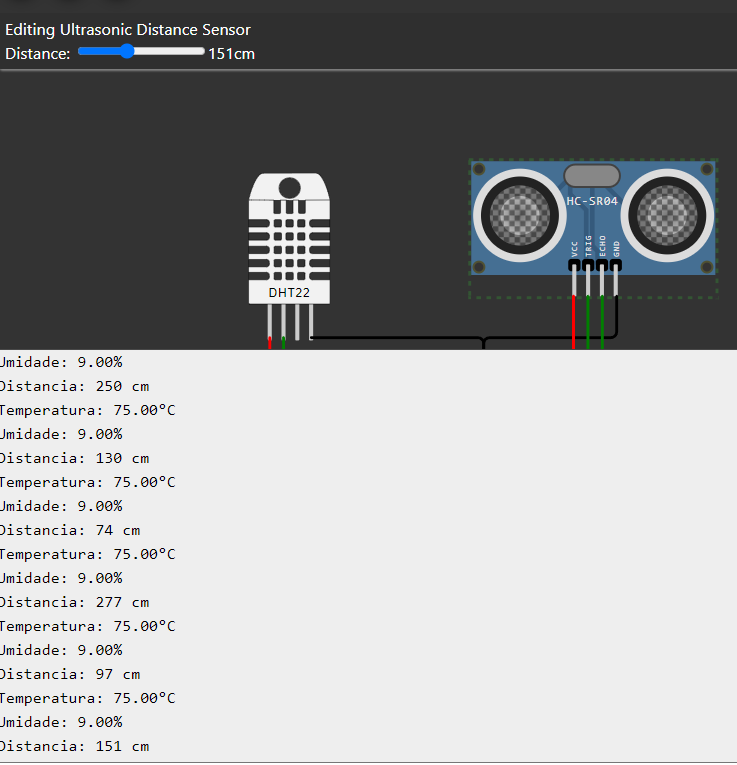 Editing Ultrasonic Distance Sensor
Distance: 151cm
HC-SR04
VCC
TRIG
ECHO
GND
DHT22
Umidade: 9.00%
Distancia: 250 cm
Temperatura: 75.00°C
Umidade: 9.00%
Distancia: 130 cm
Temperatura: 75.00°C
Umidade: 9.00%
Distancia: 74 cm
Temperatura: 75.00°C
Umidade: 9.00%
Distancia: 277 cm
Temperatura: 75.00°C
Umidade: 9.00%
Distancia: 97 cm
Temperatura: 75.00°C
Umidade: 9.00%
Distancia: 151 cm